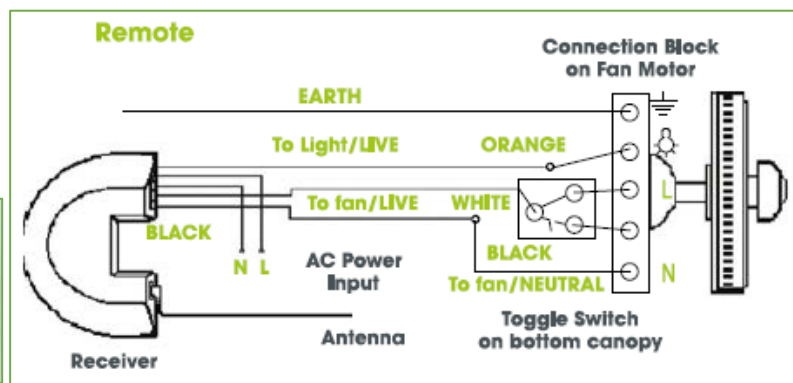 Remote
Connection Block
on Fan Motor
EARTH
To Light/LIVE
ORANGE
To fan/LIVE
WHITE
L
BLACK
N L
AC Power
Input
BLACK
To fan/NEUTRAL
N
Antenna
Toggle Switch
on bottom canopy
Receiver